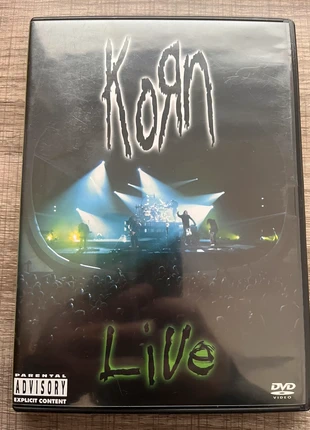 KoЯn
Live
PARENTAL
ADVISORY
EXPLICIT CONTENT
DVD
VIDEO